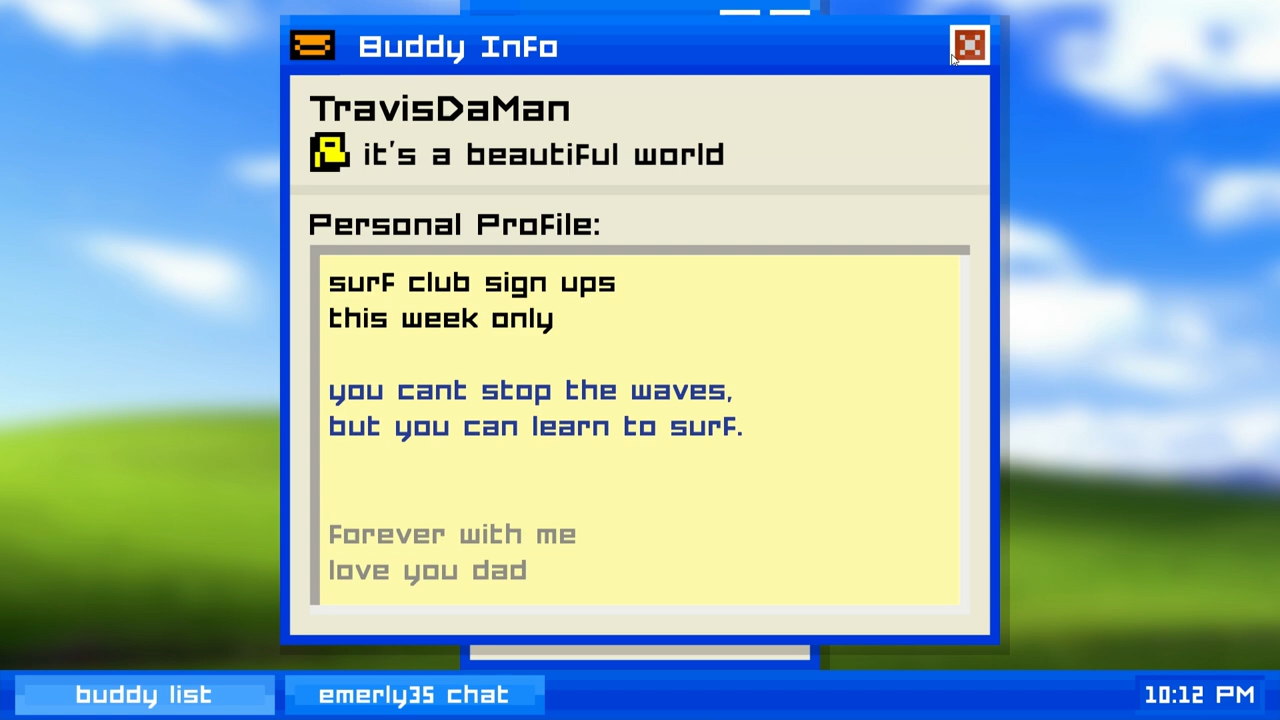 Buddy Info
TravisDaMan
it's a beautiful world
Personal Profile:
surf club sign ups
this week only
you cant stop the waves,
but you can learn to surf.
forever with me
love you dad
buddy list
emerly35 chat
10:12 PM